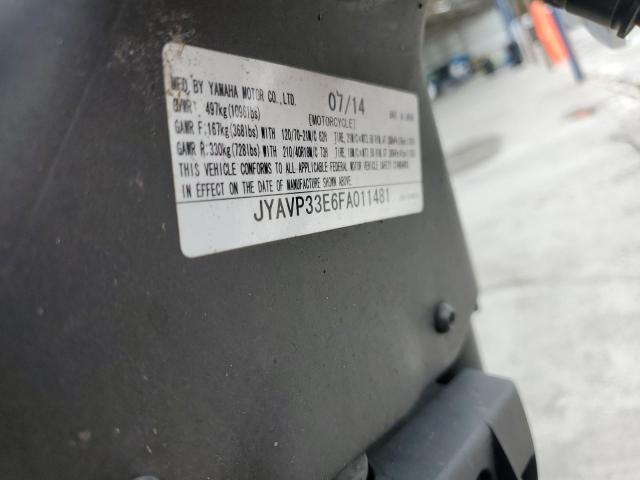 MFD. BY YAMAHA MOTOR CO.,LTD. 07/14
GVWR: 497kg(1096lbs) [MOTORCYCLE]
GAWR F: 167kg(368lbs) WITH 120/70-21M/C 62H TIRE,
GAWR R: 330kg(728lbs) WITH 210/40R18M/C 73H TIRE,
THIS VEHICLE CONFORMS TO ALL APPLICABLE FEDERAL MOTOR VEHICLE SAFETY STANDARDS
IN EFFECT ON THE DATE OF MANUFACTURE SHOWN ABOVE.
JYAVP33E6FA011481